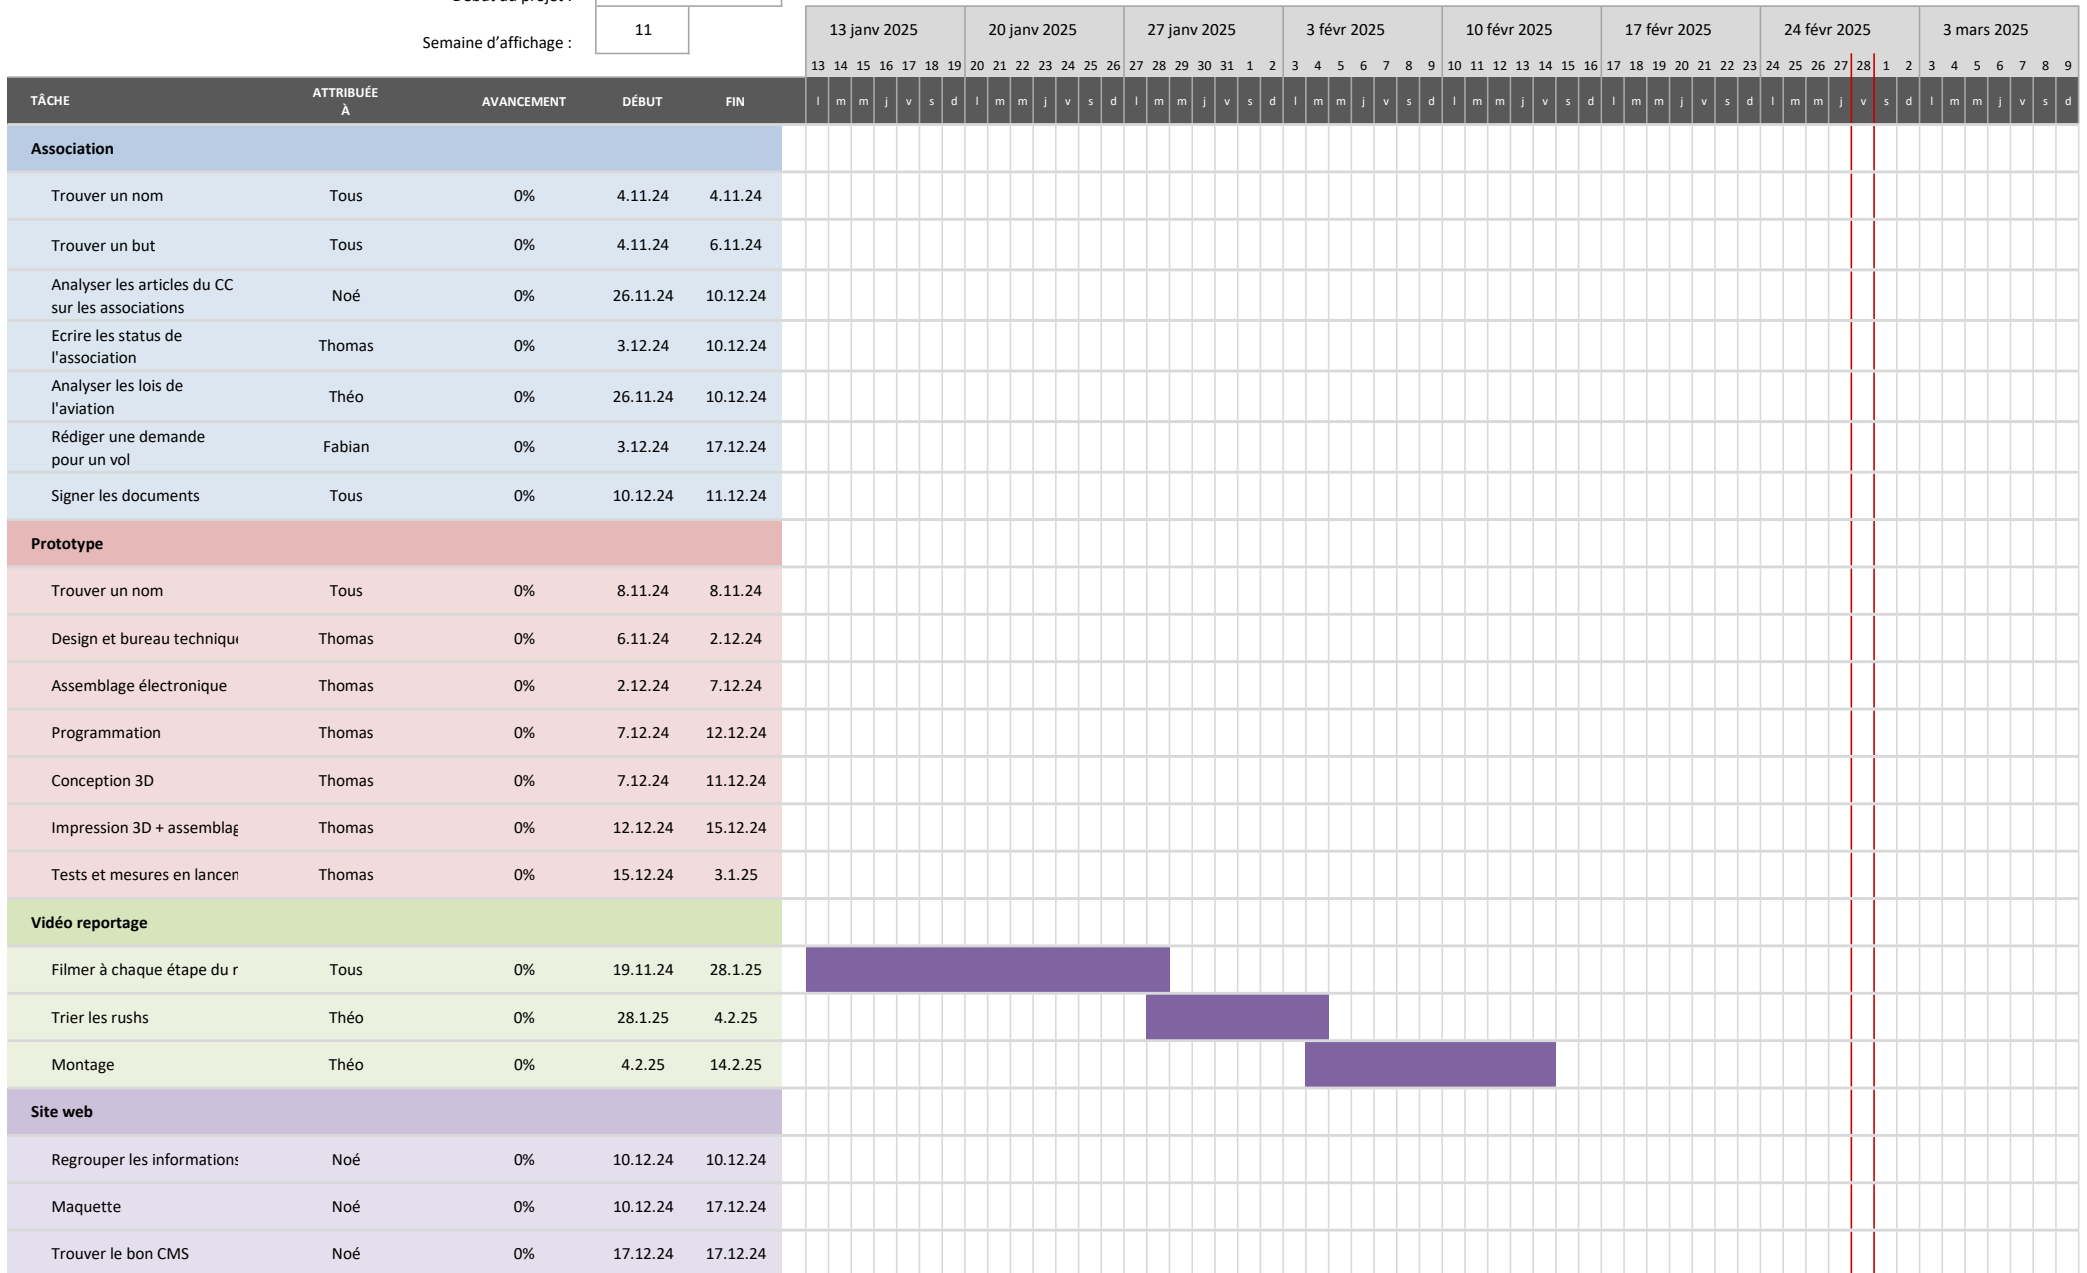 Début du projet :
Semaine d’affichage : 11
13 janv 2025 20 janv 2025 27 janv 2025 3 févr 2025 10 févr 2025 17 févr 2025 24 févr 2025 3 mars 2025
13 14 15 16 17 18 19 20 21 22 23 24 25 26 27 28 29 30 31 1 2 3 4 5 6 7 8 9 10 11 12 13 14 15 16 17 18 19 20 21 22 23 24 25 26 27 28 1 2 3 4 5 6 7 8 9
TÂCHE ATTRIBUÉE À AVANCEMENT DÉBUT FIN l m m j v s d l m m j v s d l m m j v s d l m m j v s d l m m j v s d l m m j v s d l m m j v s d l m m j v s d
Association
Trouver un nom Tous 0% 4.11.24 4.11.24
Trouver un but Tous 0% 4.11.24 6.11.24
Analyser les articles du CC
sur les associations Noé 0% 26.11.24 10.12.24
Ecrire les status de
l'association Thomas 0% 3.12.24 10.12.24
Analyser les lois de
l'aviation Théo 0% 26.11.24 10.12.24
Rédiger une demande
pour un vol Fabian 0% 3.12.24 17.12.24
Signer les documents Tous 0% 10.12.24 11.12.24
Prototype
Trouver un nom Tous 0% 8.11.24 8.11.24
Design et bureau technique Thomas 0% 6.11.24 2.12.24
Assemblage électronique Thomas 0% 2.12.24 7.12.24
Programmation Thomas 0% 7.12.24 12.12.24
Conception 3D Thomas 0% 7.12.24 11.12.24
Impression 3D + assemblag Thomas 0% 12.12.24 15.12.24
Tests et mesures en lancen Thomas 0% 15.12.24 3.1.25
Vidéo reportage
Filmer à chaque étape du r Tous 0% 19.11.24 28.1.25
Trier les rushs Théo 0% 28.1.25 4.2.25
Montage Théo 0% 4.2.25 14.2.25
Site web
Regrouper les informations Noé 0% 10.12.24 10.12.24
Maquette Noé 0% 10.12.24 17.12.24
Trouver le bon CMS Noé 0% 17.12.24 17.12.24